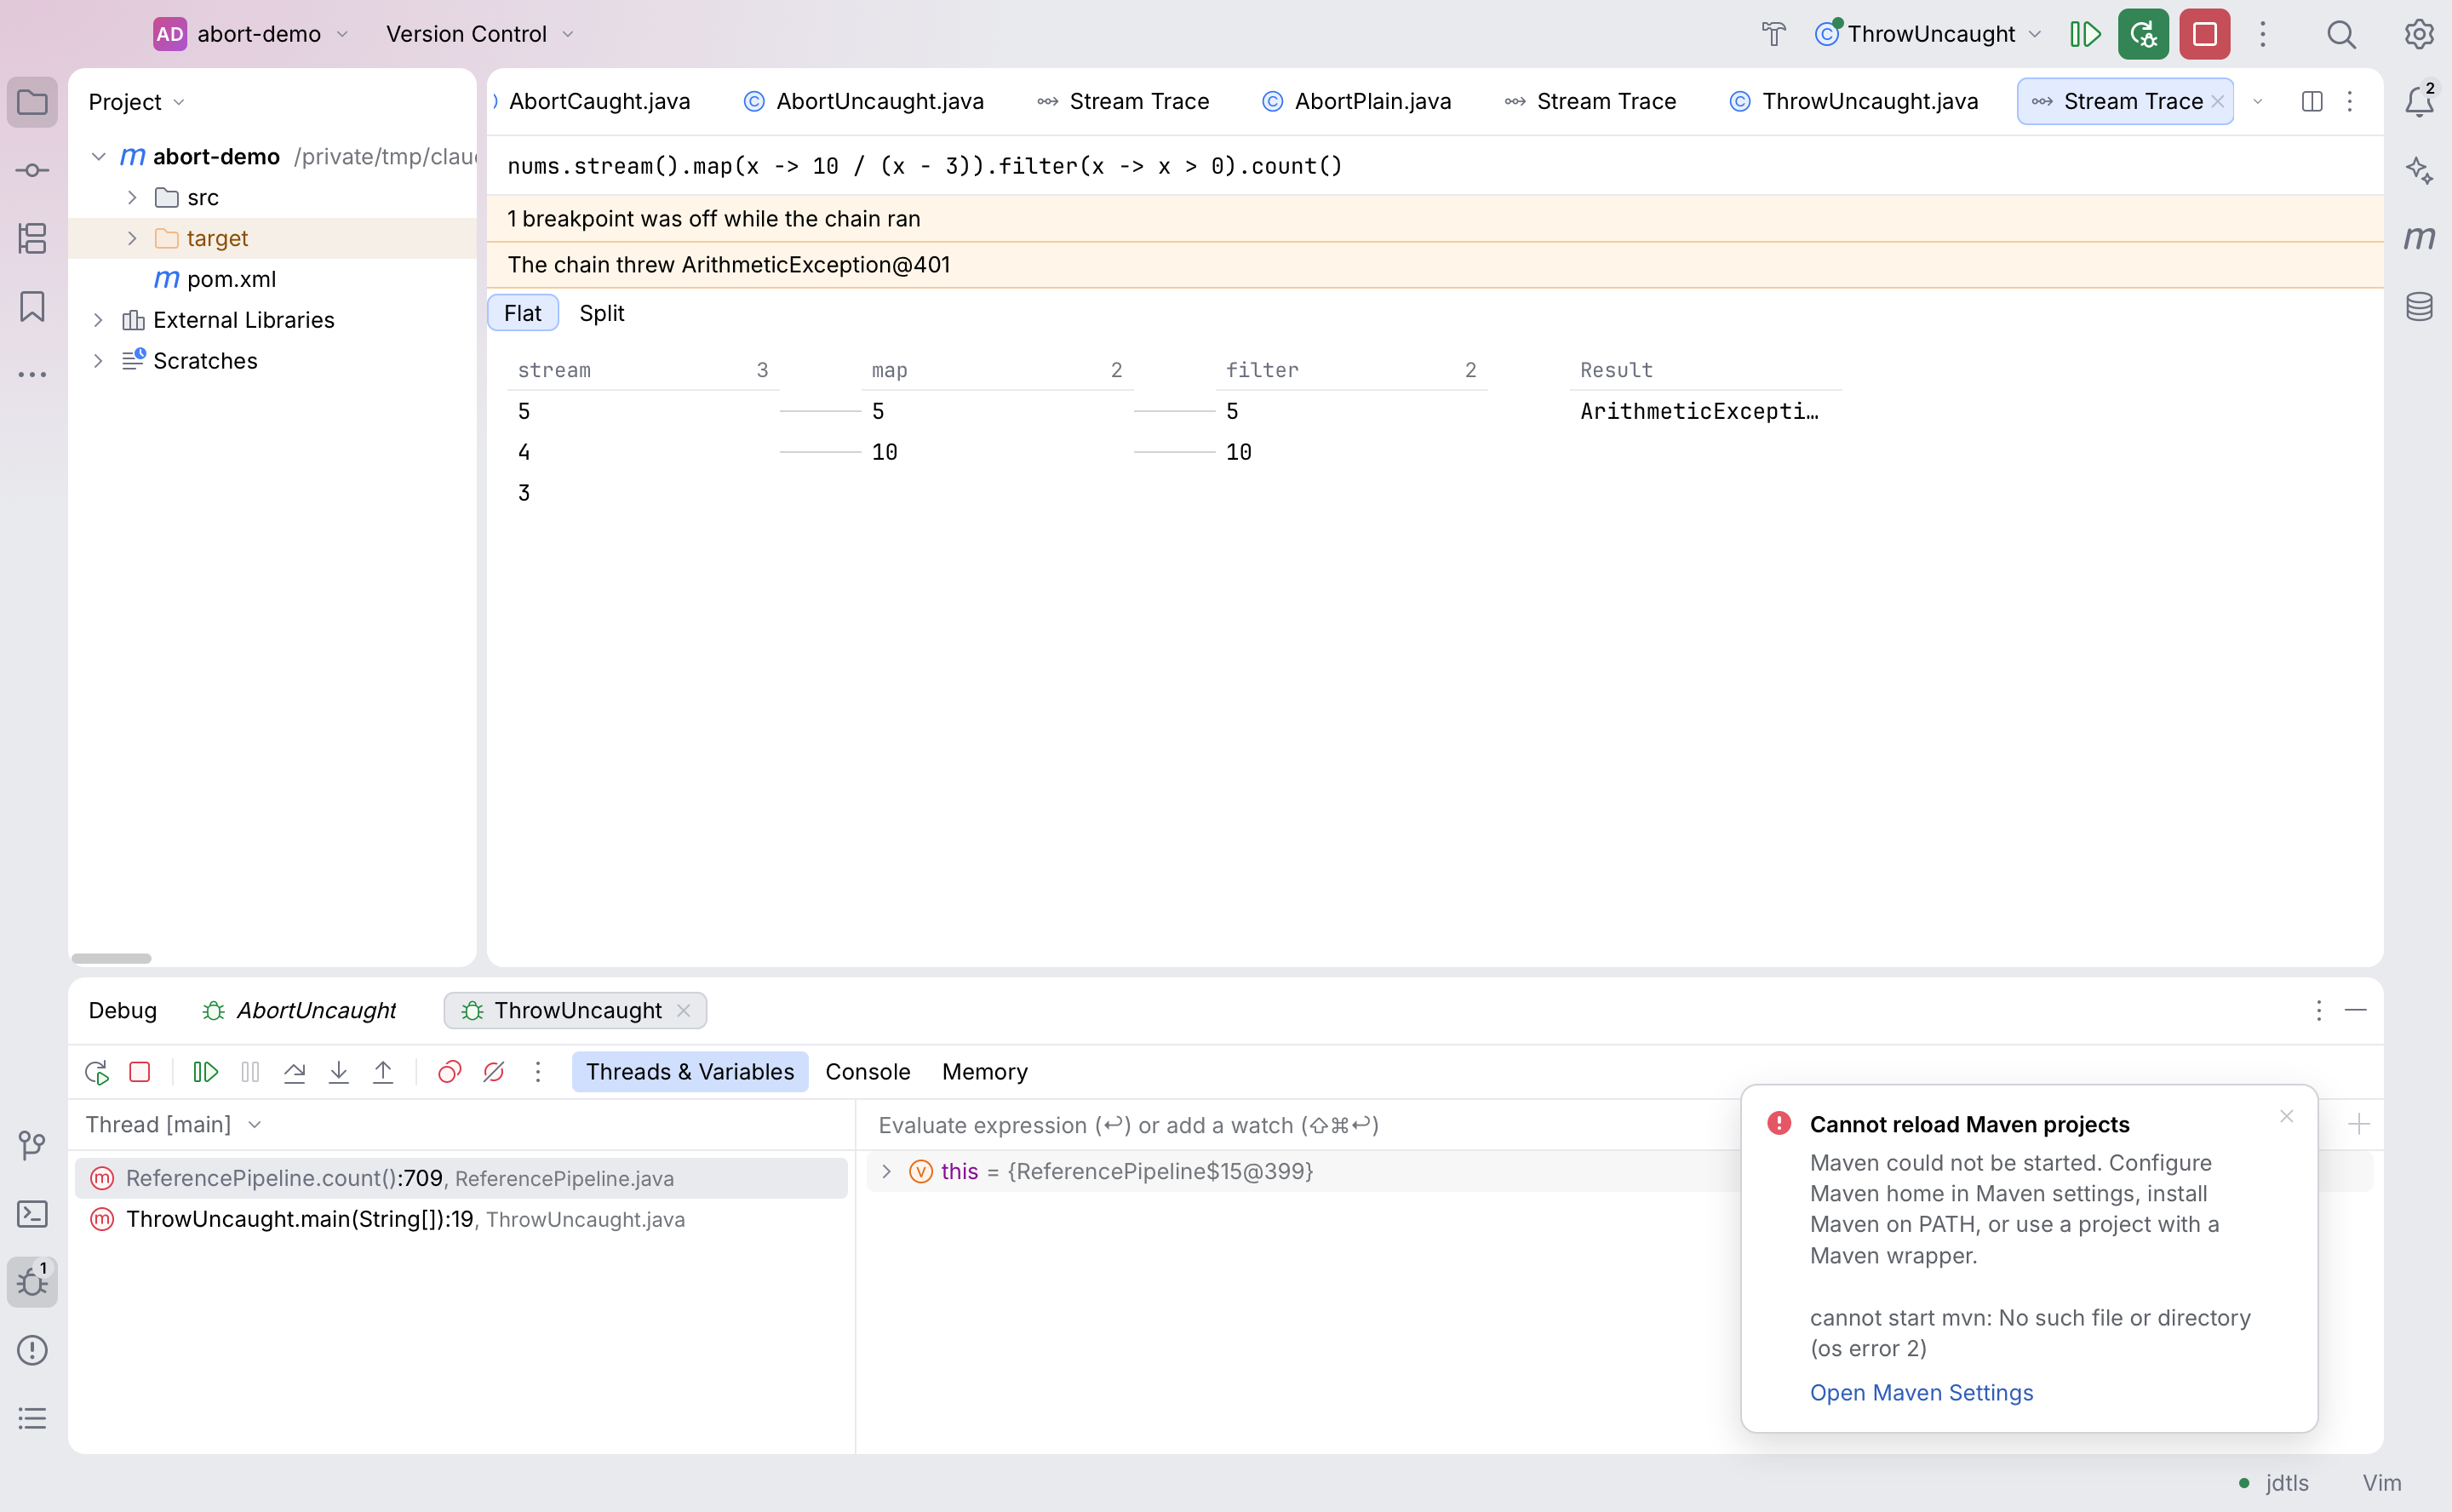 AD abort-demo Version Control ThrowUncaught
Project
abort-demo /private/tmp/clau
src
target
pom.xml
External Libraries
Scratches
AbortCaught.java AbortUncaught.java Stream Trace AbortPlain.java Stream Trace ThrowUncaught.java Stream Trace
2
nums.stream().map(x -> 10 / (x - 3)).filter(x -> x > 0).count()
1 breakpoint was off while the chain ran
The chain threw ArithmeticException@401
Flat Split
stream 3 map 2 filter 2 Result
5 5 5 ArithmeticExcepti…
4 10 10
3
Debug AbortUncaught ThrowUncaught
Threads & Variables Console Memory
Thread [main]
ReferencePipeline.count():709, ReferencePipeline.java
ThrowUncaught.main(String[]):19, ThrowUncaught.java
1
Evaluate expression (↩) or add a watch (⇧⌘↩)
this = {ReferencePipeline$15@399}
Cannot reload Maven projects
Maven could not be started. Configure
Maven home in Maven settings, install
Maven on PATH, or use a project with a
Maven wrapper.
cannot start mvn: No such file or directory
(os error 2)
Open Maven Settings
jdtls Vim